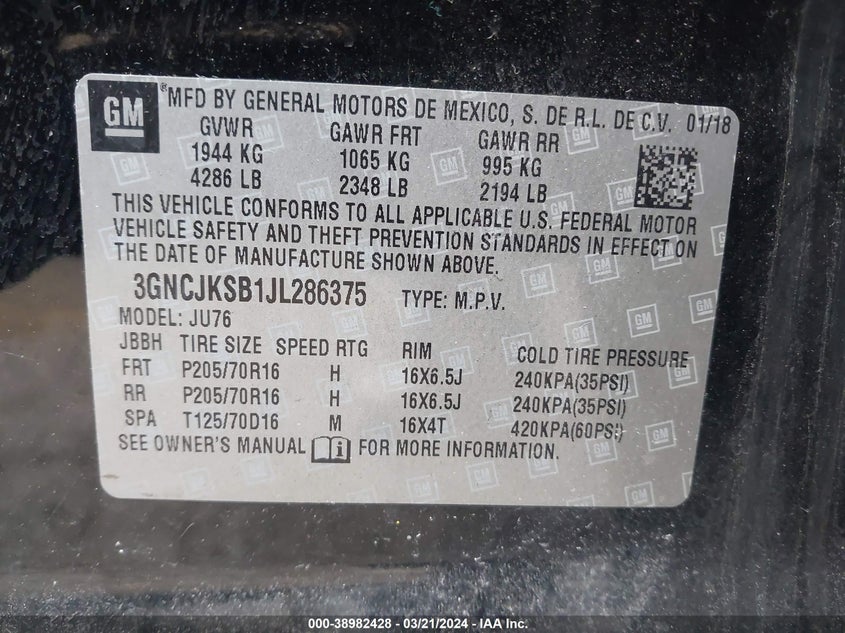 GM
®MFD BY GENERAL MOTORS DE MEXICO, S. DE R.L. DE C.V. 01/18
GVWR GAWR FRT GAWR RR
1944 KG 1065 KG 995 KG
4286 LB 2348 LB 2194 LB
THIS VEHICLE CONFORMS TO ALL APPLICABLE U.S. FEDERAL MOTOR
VEHICLE SAFETY AND THEFT PREVENTION STANDARDS IN EFFECT ON
THE DATE OF MANUFACTURE SHOWN ABOVE.
3GNCJKSB1JL286375 TYPE: M.P.V.
MODEL: JU76
JBBH TIRE SIZE SPEED RTG RIM COLD TIRE PRESSURE
FRT P205/70R16 H 16X6.5J 240KPA(35PSI)
RR P205/70R16 H 16X6.5J 240KPA(35PSI)
SPA T125/70D16 M 16X4T 420KPA(60PSI)
SEE OWNER'S MANUAL i FOR MORE INFORMATION.
000-38982428 - 03/21/2024 - IAA Inc.